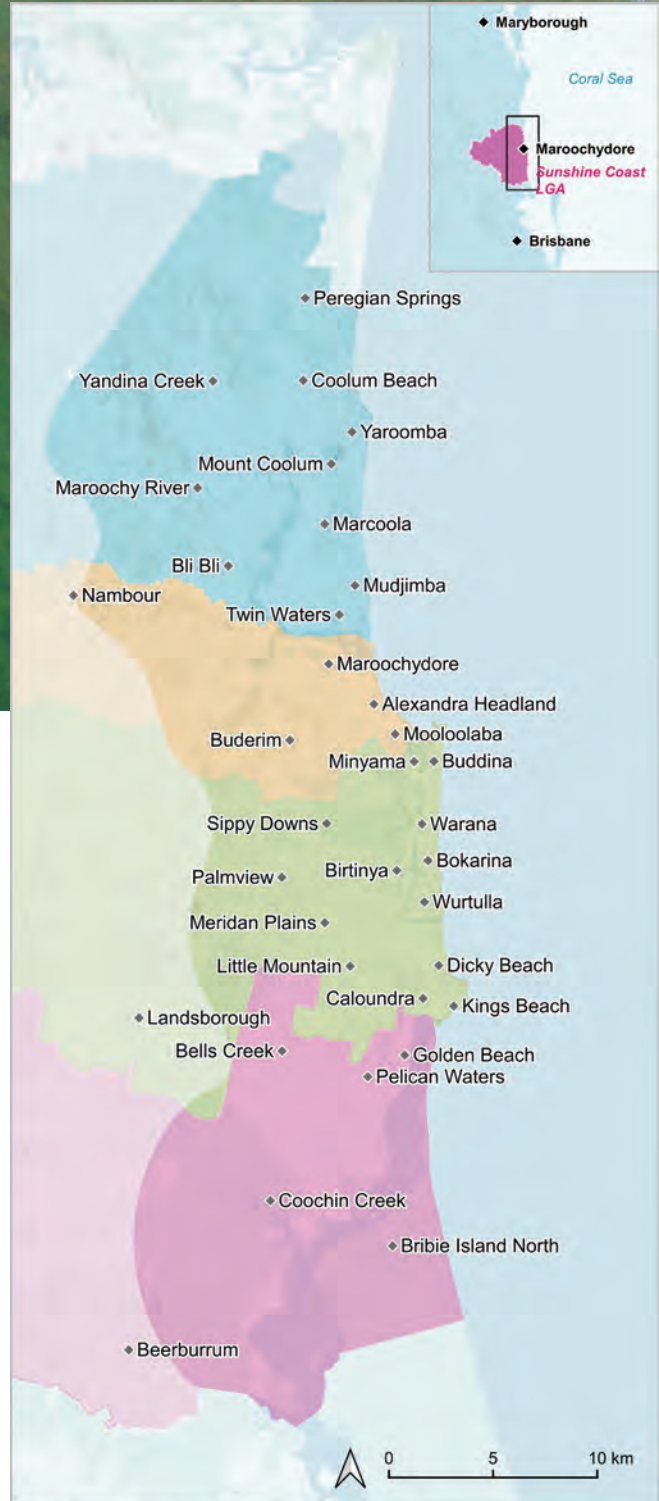 Maryborough
Coral Sea
Maroochydore
Sunshine Coast
LGA
Brisbane
Peregian Springs
Yandina Creek
Coolum Beach
Yaroomba
Mount Coolum
Maroochy River
Marcoola
Bli Bli
Mudjimba
Nambour
Twin Waters
Maroochydore
Alexandra Headland
Mooloolaba
Buderim
Minyama
Buddina
Sippy Downs
Warana
Bokarina
Birtinya
Palmview
Wurtulla
Meridan Plains
Little Mountain
Dicky Beach
Caloundra
Kings Beach
Landsborough
Bells Creek
Golden Beach
Pelican Waters
Coochin Creek
Bribie Island North
Beerburrum
0 5 10 km